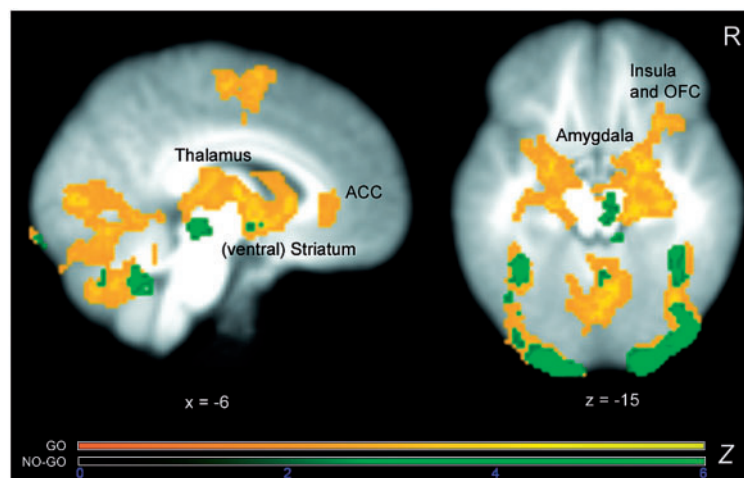 R
Insula
and OFC
Amygdala
Thalamus
ACC
(ventral) Striatum
x = -6
z = -15
GO
NO-GO
Z
0 2 4 6